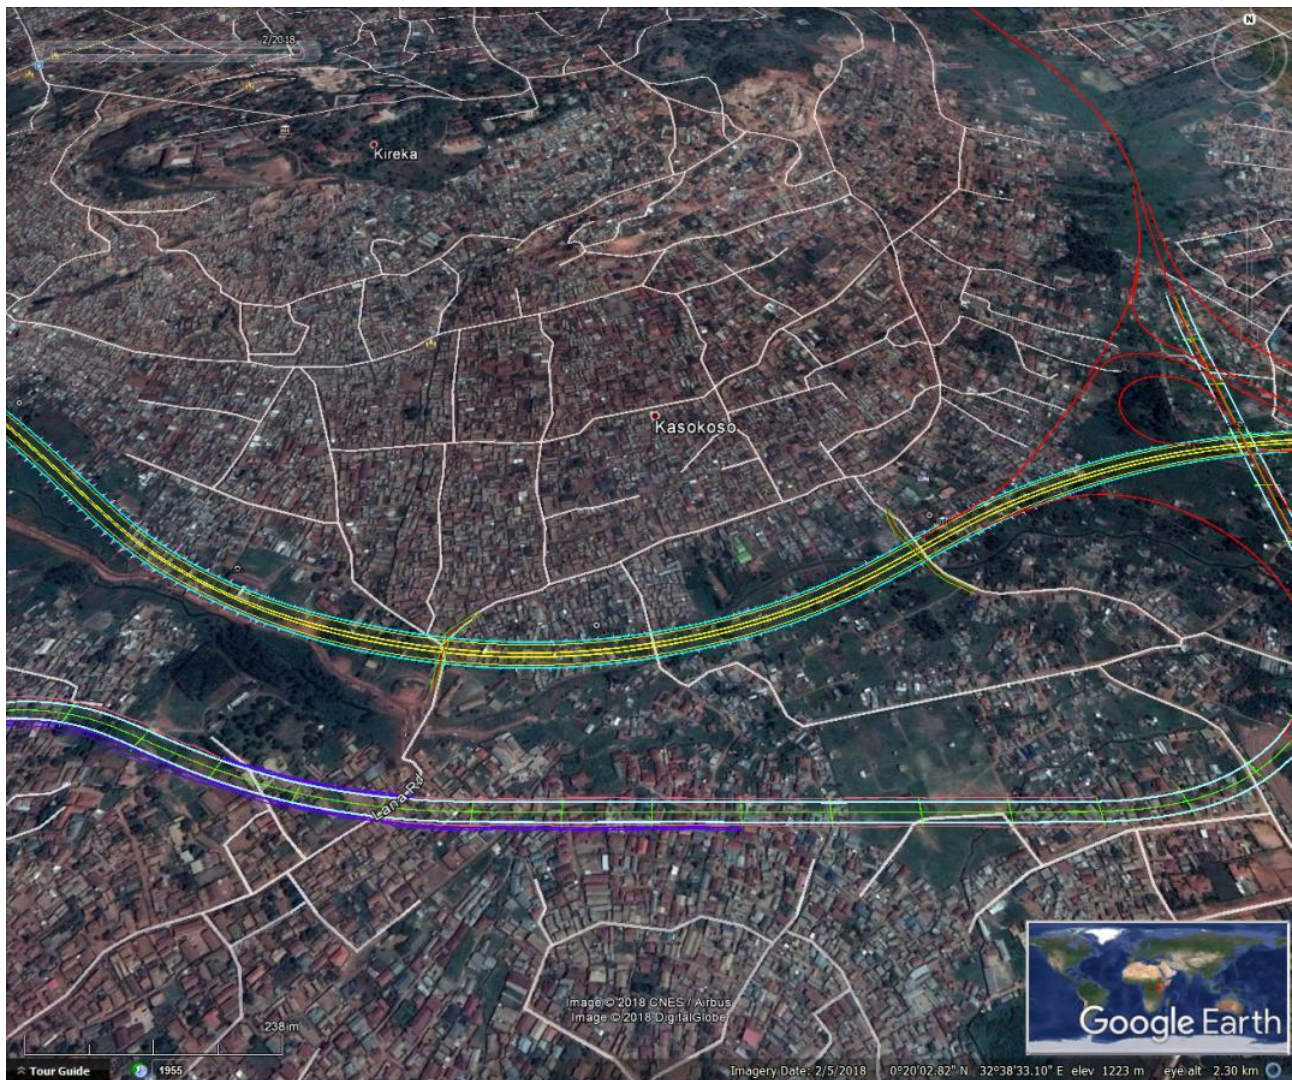 N
2/2018
Kireka
Kasokoso
Lana Rd
Image © 2018 CNES / Airbus
Image © 2018 DigitalGlobe
238 m
Google Earth
Tour Guide
1955
Imagery Date: 2/5/2018 0°20'02.82" N 32°38'33.10" E elev 1223 m eye alt 2.30 km